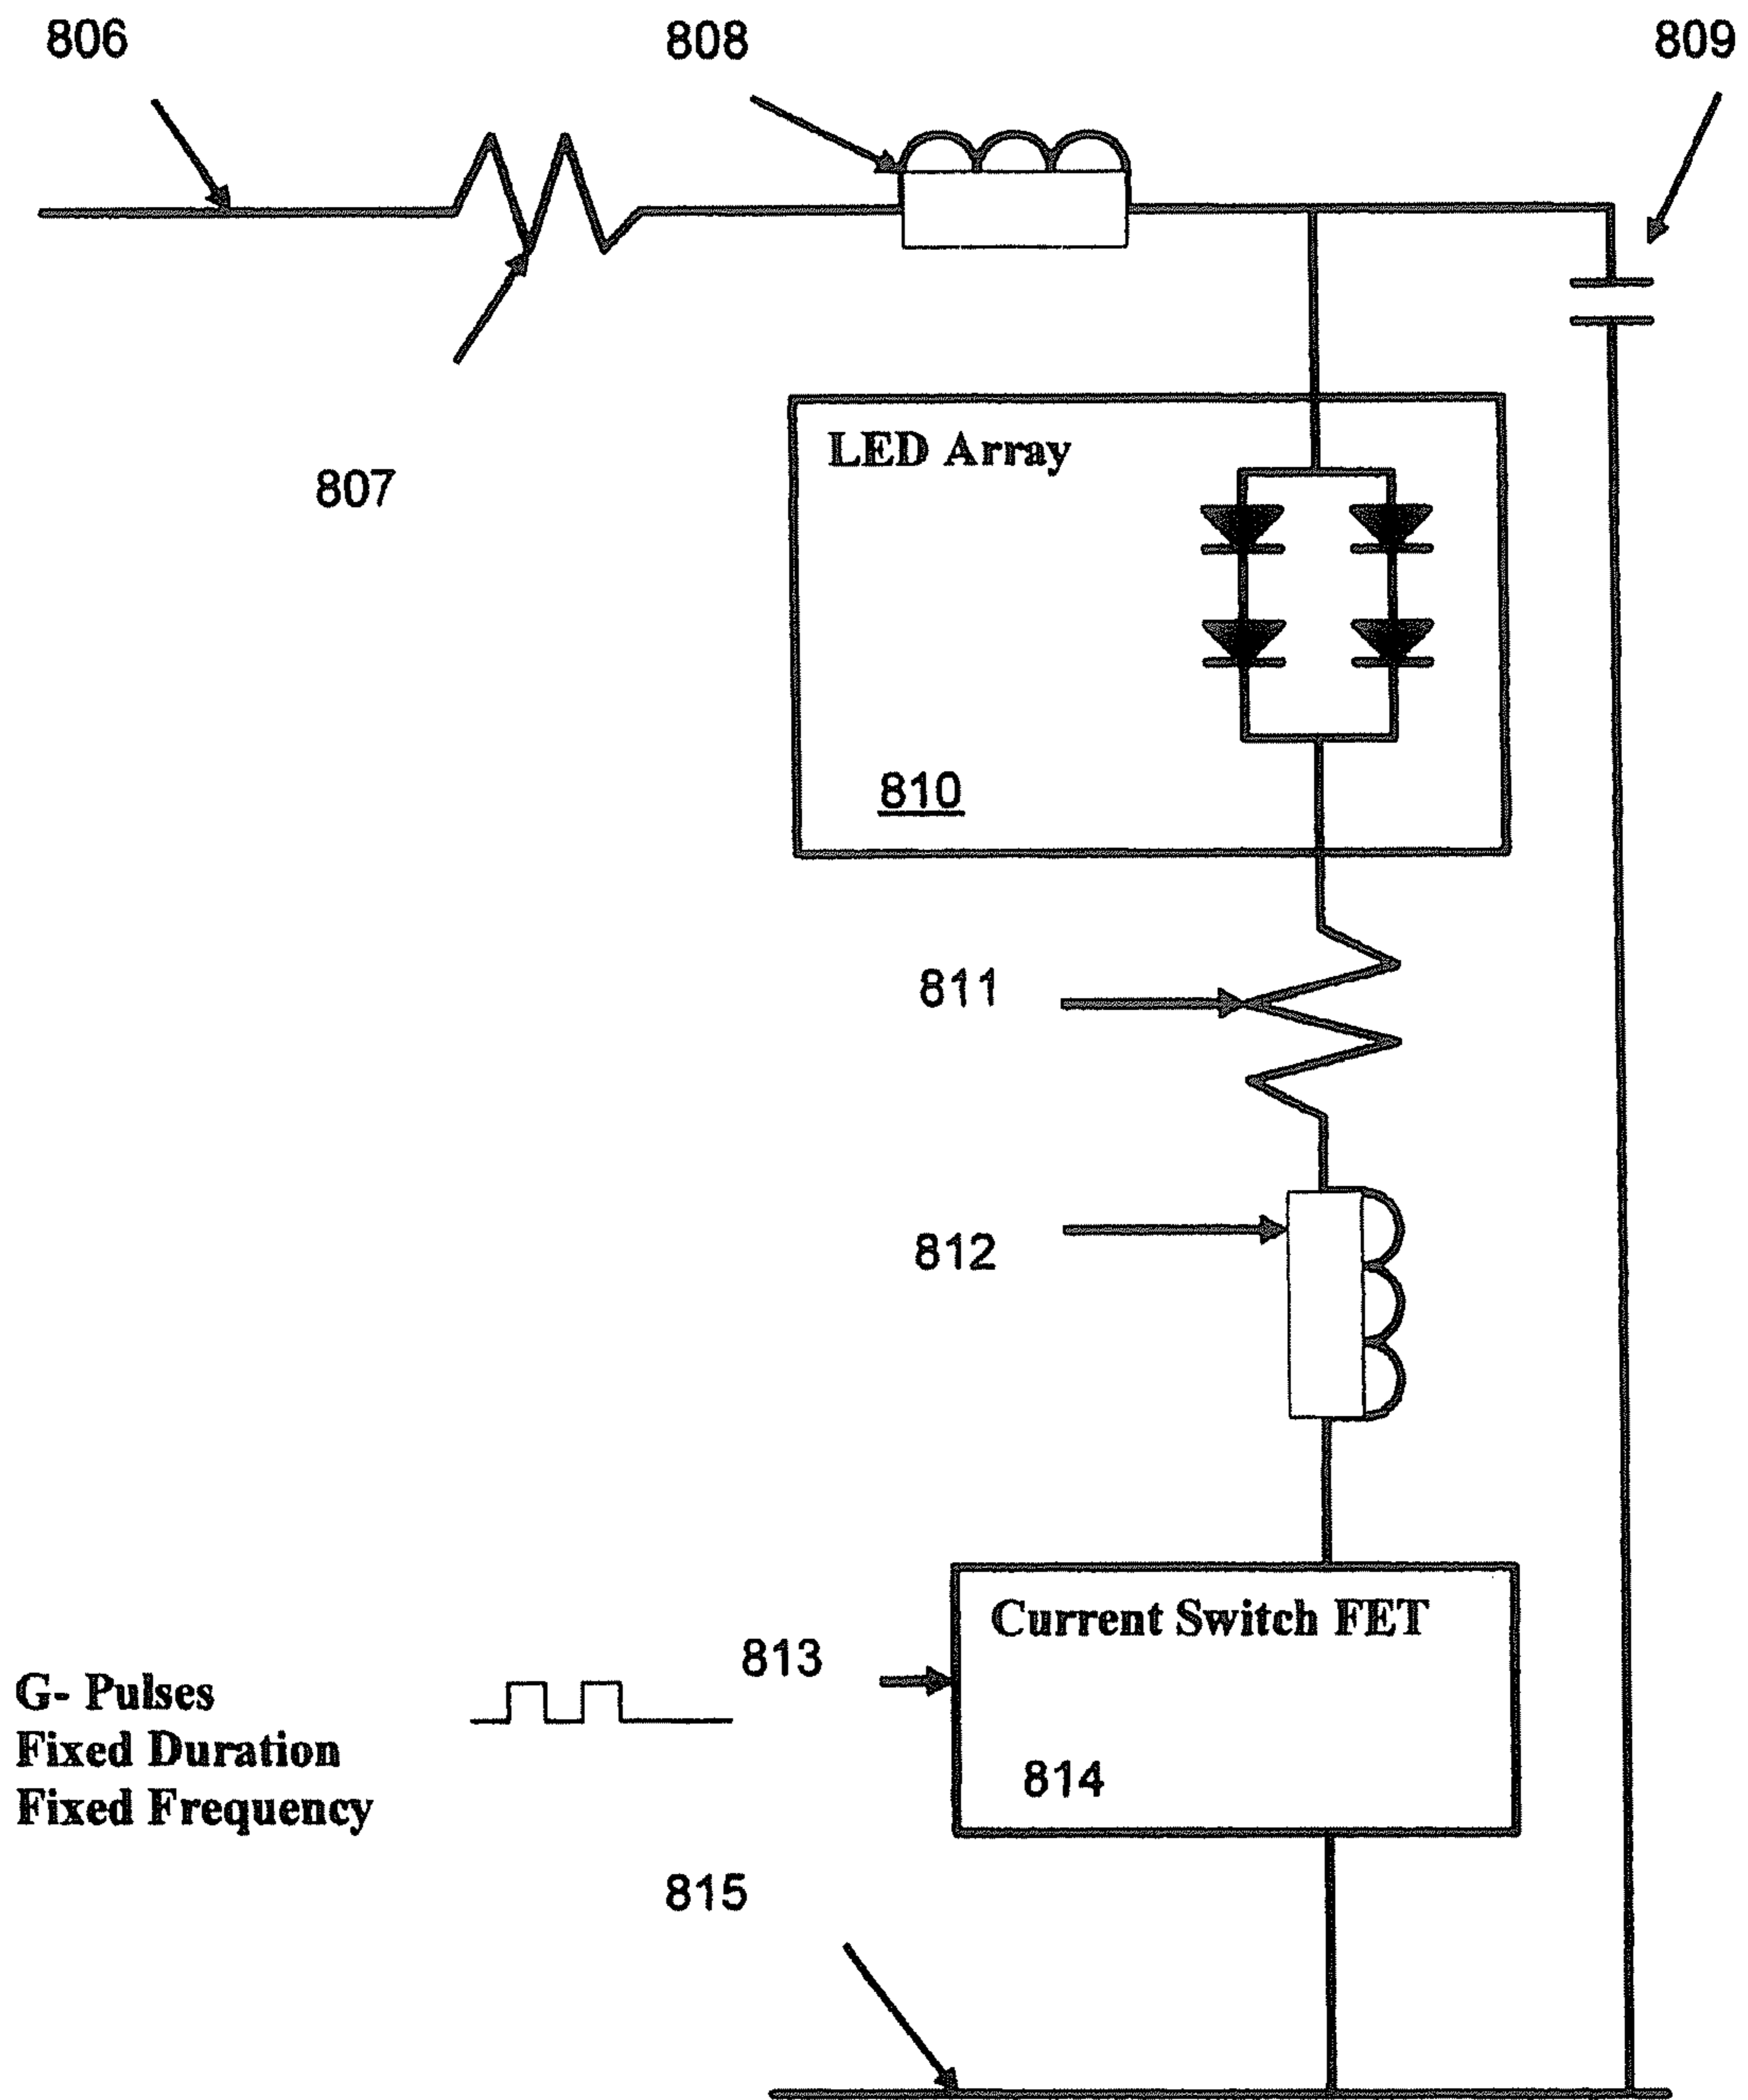 806
808
809
807
LED Array
810
811
812
Current Switch FET
813
G- Pulses
Fixed Duration
Fixed Frequency
814
815